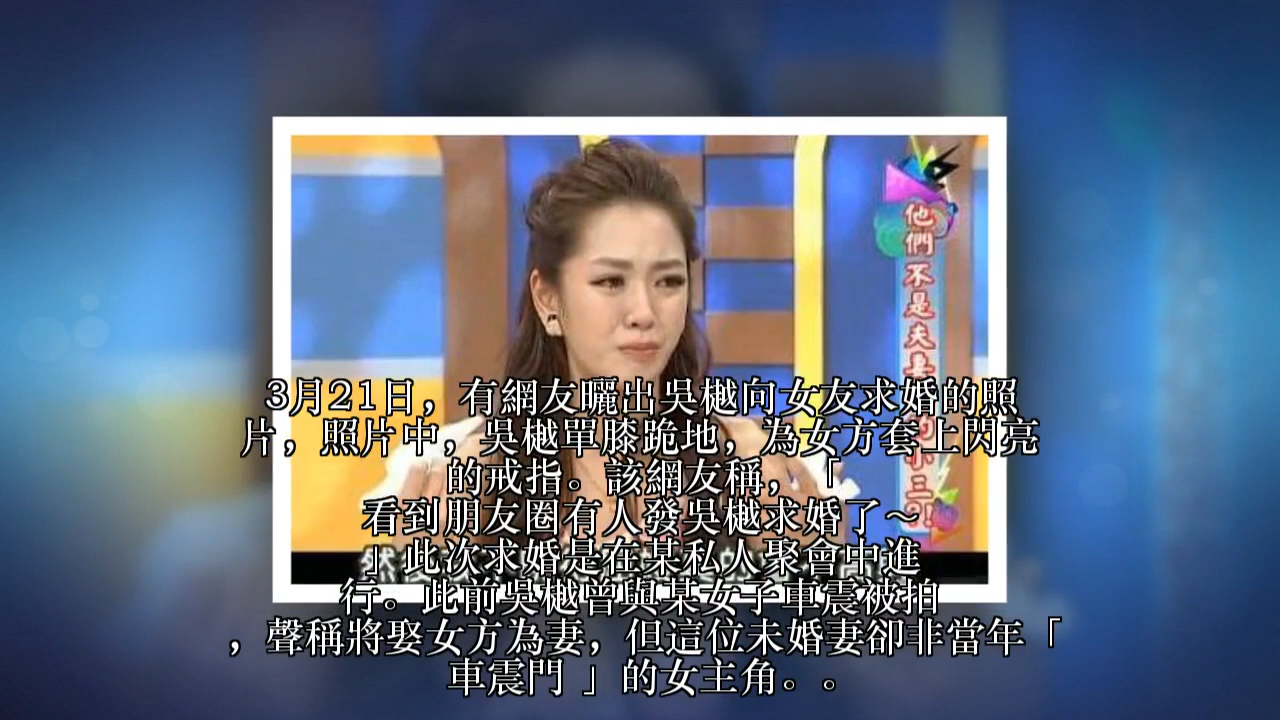 他們不是夫妻
小三?!
3月21日，有網友曬出吳樾向女友求婚的照
片，照片中，吳樾單膝跪地，為女方套上閃亮
的戒指。該網友稱，「
看到朋友圈有人發吳樾求婚了～
」此次求婚是在某私人聚會中進
行。此前吳樾曾與某女子車震被拍
，聲稱將娶女方為妻，但這位未婚妻卻非當年「
車震門 」的女主角。。